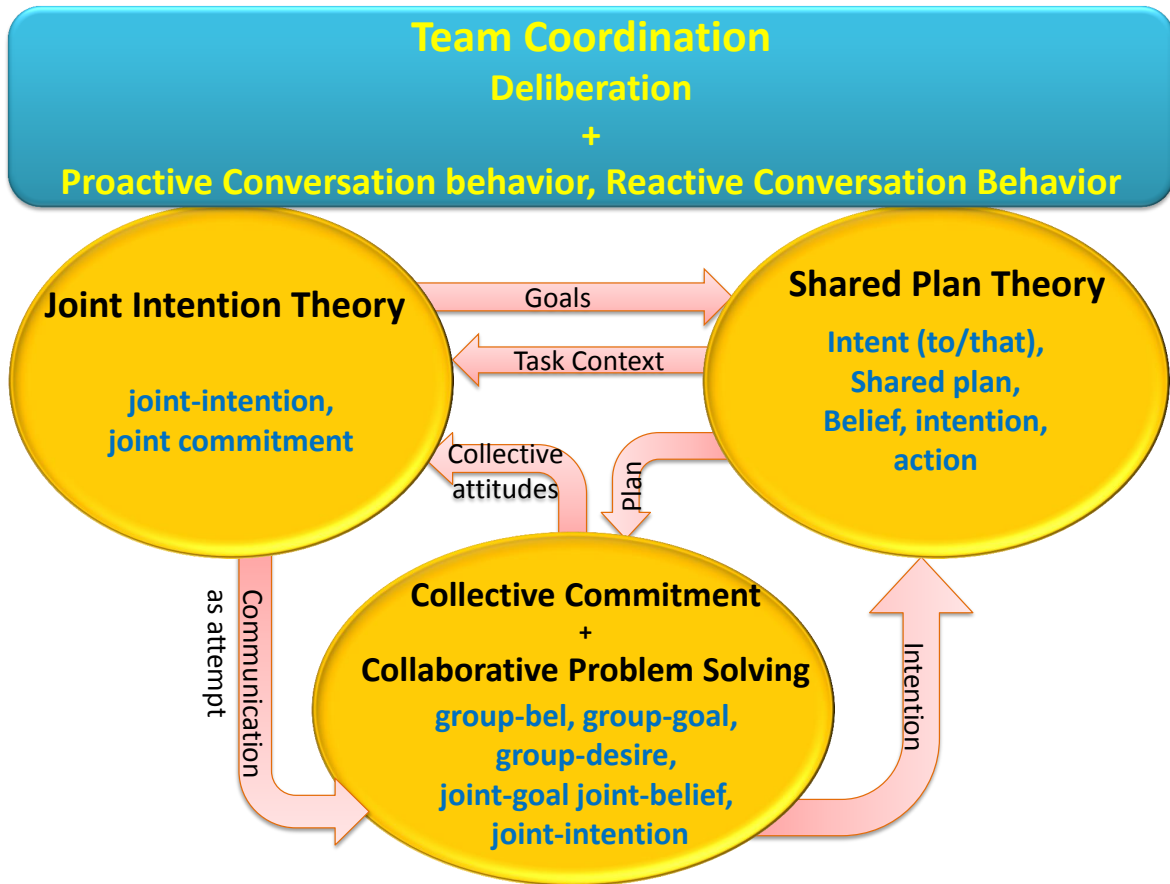 Team Coordination
Deliberation
+
Proactive Conversation behavior, Reactive Conversation Behavior
Joint Intention Theory
joint-intention,
joint commitment
Goals
Task Context
Shared Plan Theory
Intent (to/that),
Shared plan,
Belief, intention,
action
Collective
attitudes
Plan
Communication
as attempt
Collective Commitment
+
Collaborative Problem Solving
group-bel, group-goal,
group-desire,
joint-goal joint-belief,
joint-intention
Intention